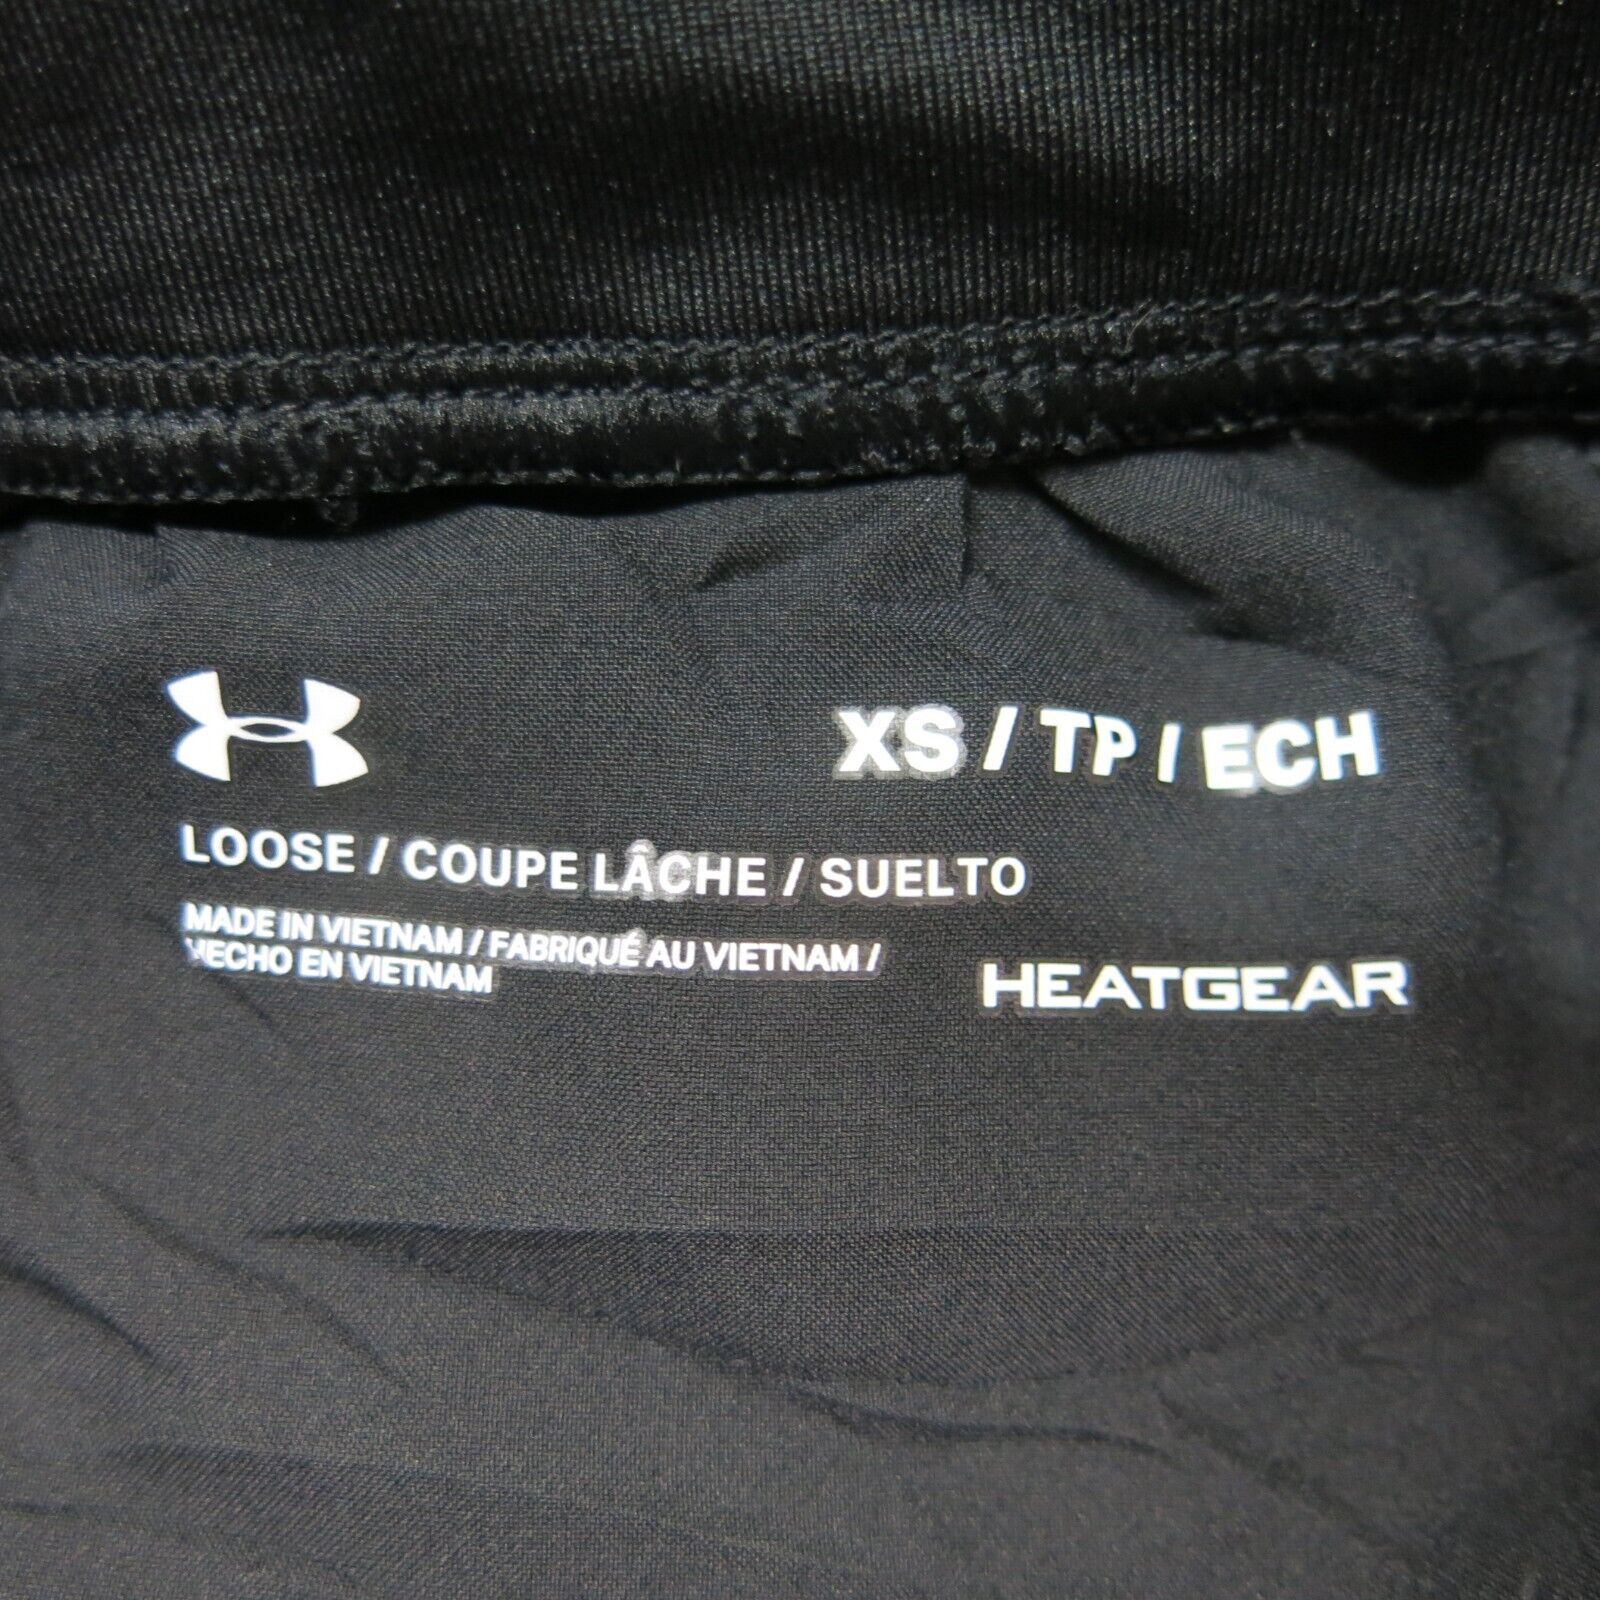 XS / TP / ECH
LOOSE / COUPE LÂCHE / SUELTO
MADE IN VIETNAM / FABRIQUÉ AU VIETNAM /
HECHO EN VIETNAM
HEATGEAR